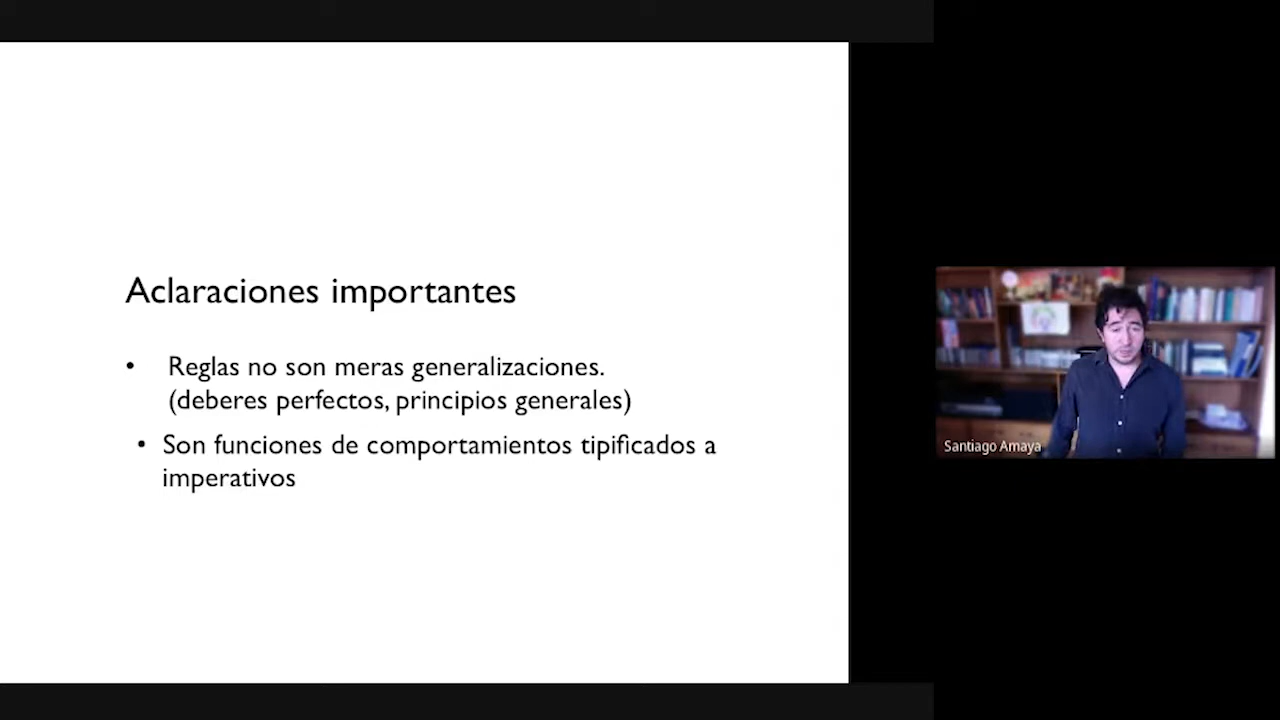 Aclaraciones importantes
• Reglas no son meras generalizaciones.
(deberes perfectos, principios generales)
• Son funciones de comportamientos tipificados a
imperativos
Santiago Amaya